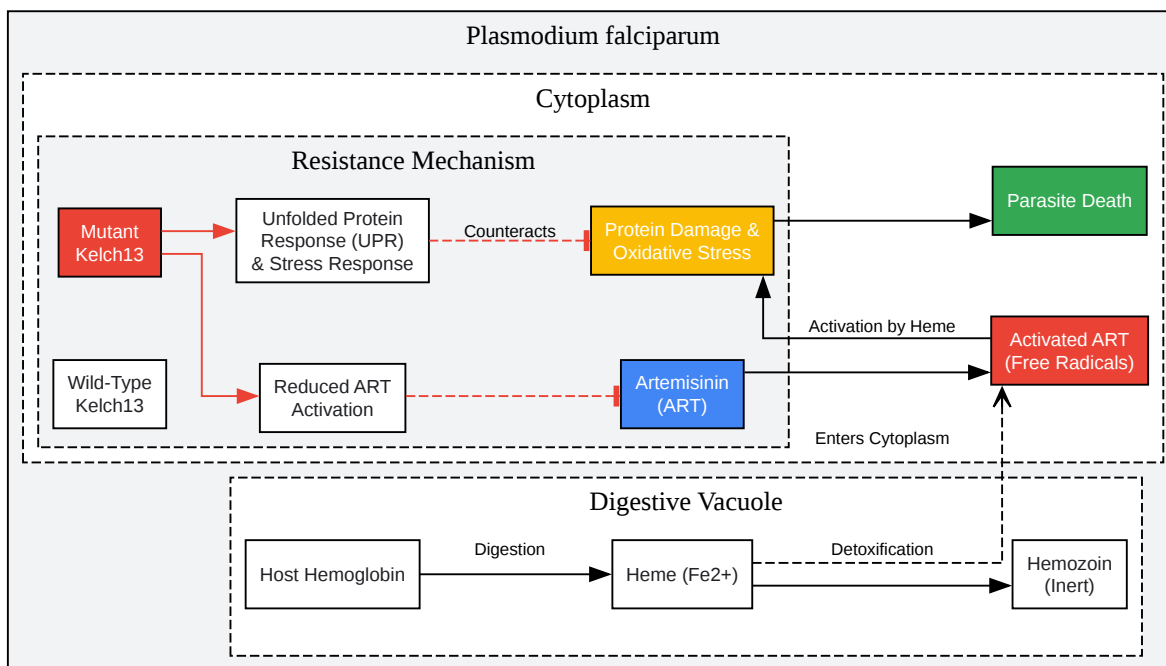 Plasmodium falciparum
Cytoplasm
Resistance Mechanism
Mutant
Kelch13
Unfolded Protein
Response (UPR)
& Stress Response
Counteracts
Protein Damage &
Oxidative Stress
Parasite Death
Activation by Heme
Activated ART
(Free Radicals)
Wild-Type
Kelch13
Reduced ART
Activation
Artemisinin
(ART)
Enters Cytoplasm
Digestive Vacuole
Host Hemoglobin
Digestion
Heme (Fe2+)
Detoxification
Hemozoin
(Inert)